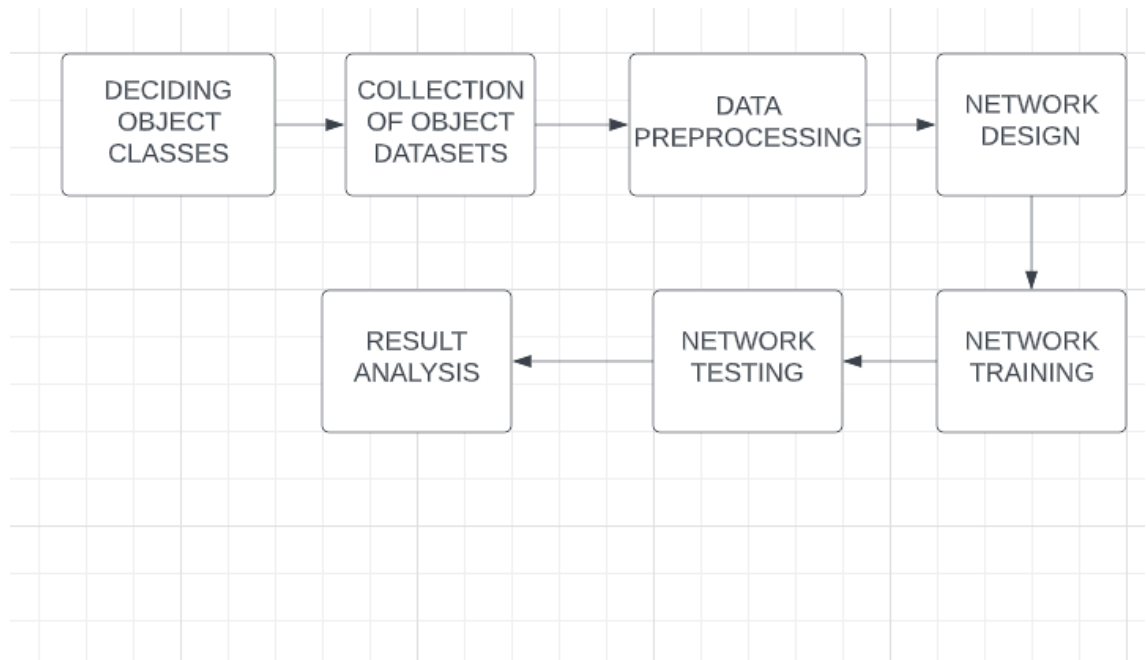 DECIDING
OBJECT
CLASSES
COLLECTION
OF OBJECT
DATASETS
DATA
PREPROCESSING
NETWORK
DESIGN
NETWORK
TRAINING
NETWORK
TESTING
RESULT
ANALYSIS